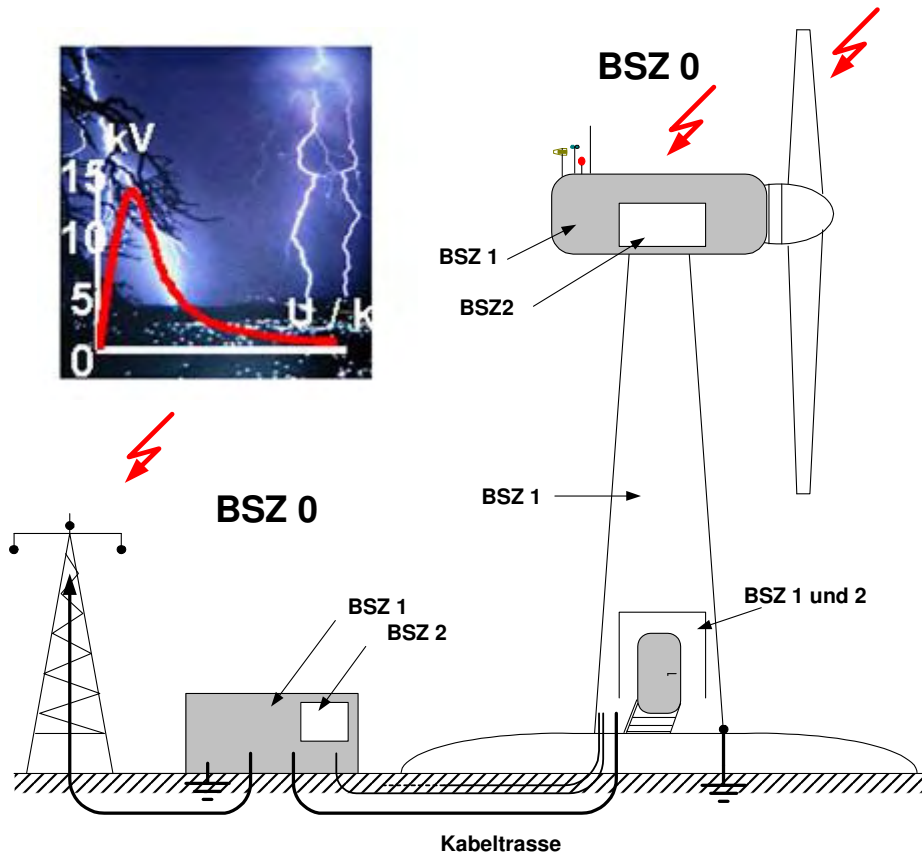 BSZ 0
kV
15
10
5
0
U / k
BSZ 1
BSZ2
BSZ 1
BSZ 0
BSZ 1 und 2
BSZ 1
BSZ 2
Kabeltrasse